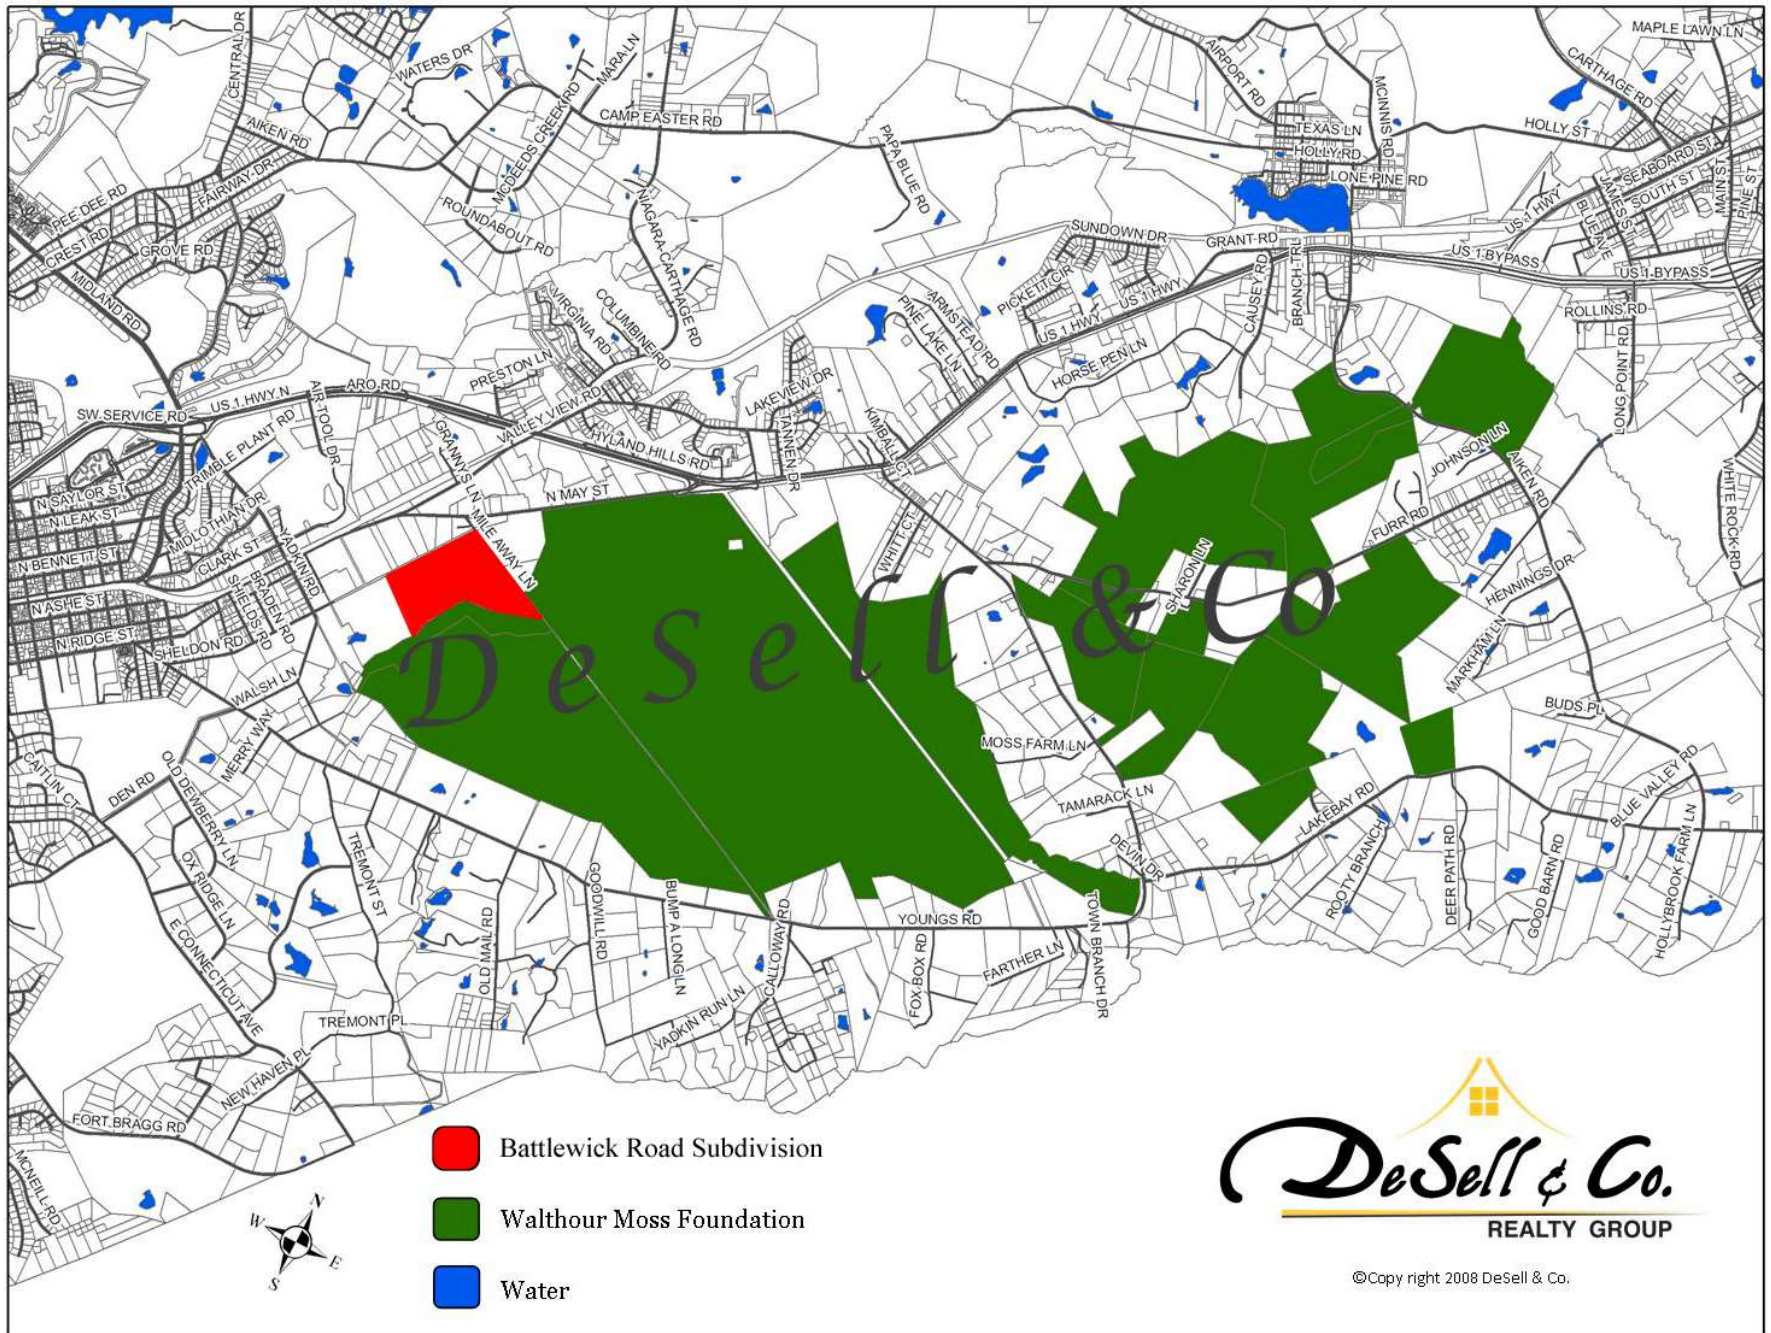 MAPLE LAWN LN
CENTRAL DR
WATERS DR
MARA LN
AIRPORT RD
CARTHAGE RD
MCDEEDS CREEK RD
CAMP EASTER RD
MCINNIS RD
AIKEN RD
TEXAS LN
HOLLY ST
HOLLY RD
PAPA BLUE RD
SEABOARD ST
LONE PINE RD
MAIN ST
PINE ST
PEE DEE RD
FAIRWAY DR
JAMES ST
SOUTH ST
CREST RD
ROUNDABOUT RD
NIAGARA-CARTHAGE RD
US 1 HWY
BLUE AVE
GROVE RD
SUNDOWN DR
GRANT RD
US 1 BYPASS
US 1 BYPASS
MIDLAND RD
PICKETT CIR
US 1 HWY
CAUSEY RD
BRANCH TRL
VIRGINIA RD
COLUMBINE RD
ARMSTEAD RD
PINE LAKE LN
US 1 HWY
ROLLINS RD
PRESTON LN
HORSE PEN LN
LONG POINT RD
ARO RD
LAKEVIEW DR
SW SERVICE RD
US 1 HWY N
AIR TOOL DR
VALLEY VIEW RD
TRIMPLE PLANT RD
GRANNYS LN
HYLAND HILLS RD
TANNEN DR
KIMBALL CT
JOHNSON LN
N SAYLOR ST
N MAY ST
AIKEN RD
WHITE ROCK RD
N LEAK ST
MIDLOTHIAN DR
MILE AWAY LN
WHITT CT
FURR RD
N BENNETT ST
CLARK ST
YADKIN RD
SHARON LN
HENNINGS DR
N ASHE ST
BRADEN RD
SHIELDS RD
DeSell & Co
N RIDGE ST
SHELDON RD
MARKHAM LN
WALSH LN
BUDS PL
MERRY WAY
MOSS FARM LN
CAITLIN CT
DEN RD
OLD DEWBERRY LN
TAMARACK LN
LAKEBAY RD
BLUE VALLEY RD
OX RIDGE LN
TREMONT ST
DEVIN DR
ROOTY BRANCH
DEER PATH RD
GOOD BARN RD
HOLLYBROOK FARM LN
OLD MAIL RD
GOODWILL RD
BUMP A LONG LN
CALLOWAY RD
YOUNGS RD
TOWN BRANCH DR
E CONNECTICUT AVE
FOX BOX RD
FARTHER LN
TREMONT PL
YADKIN RUN LN
NEW HAVEN PL
FORT BRAGG RD
MCNEILL RD
Battlewick Road Subdivision
Walthour Moss Foundation
Water
N
W
E
S
DeSell & Co.
REALTY GROUP
©Copy right 2008 DeSell & Co.